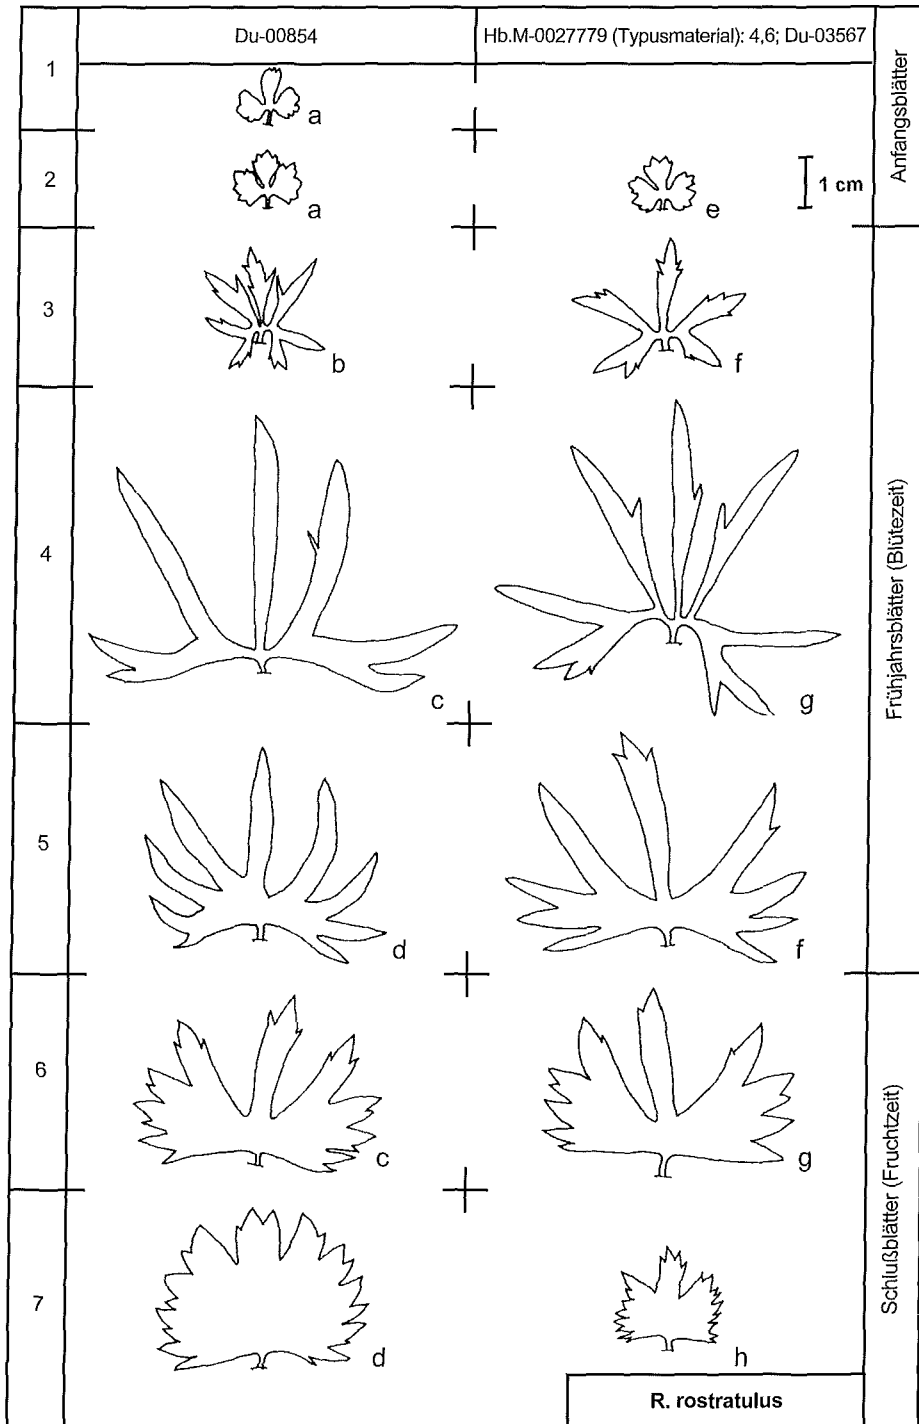 Du-00854
Hb.M-0027779 (Typusmaterial): 4,6; Du-03567
Anfangsblätter
1
a
2
a
e
1 cm
3
b
f
Frühjahrsblätter (Blütezeit)
4
c
g
5
d
f
6
c
g
Schlußblätter (Fruchtzeit)
7
d
h
R. rostratulus